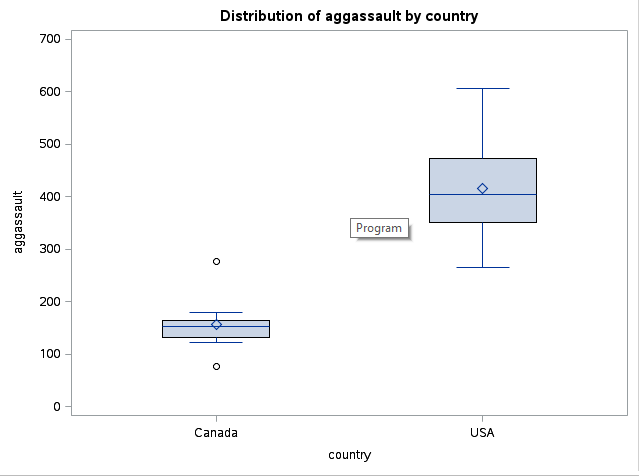 Distribution of aggassault by country
700
600
500
400
300
200
100
0
aggassault
Program
Canada
USA
country